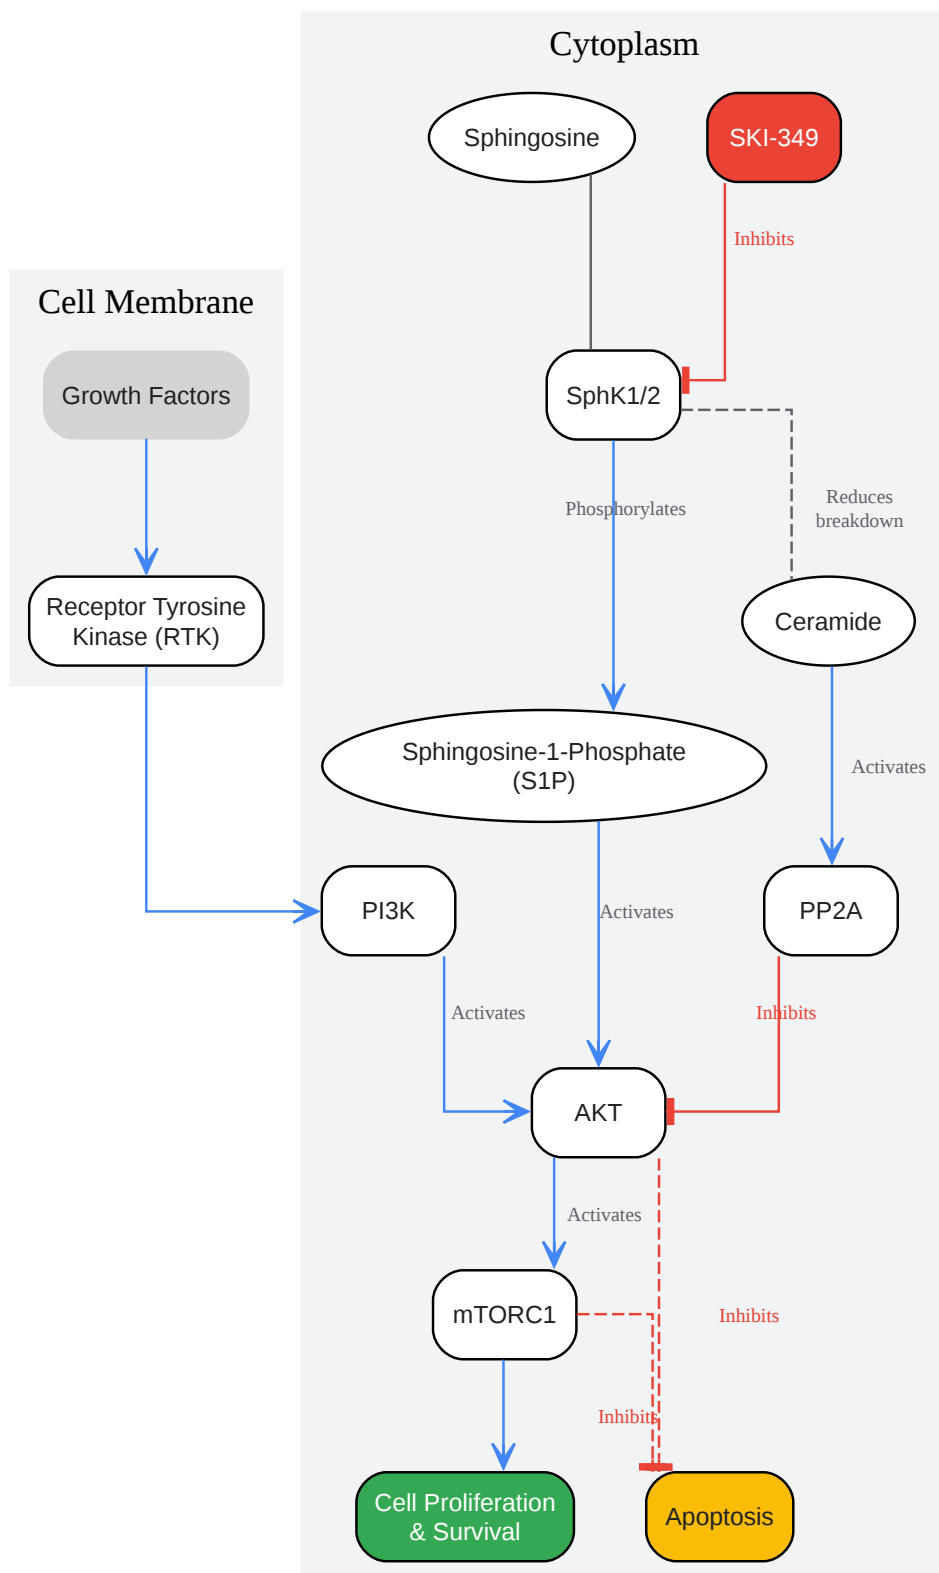 Cytoplasm
Sphingosine
SKI-349
Inhibits
Cell Membrane
Growth Factors
SphK1/2
Phosphorylates
Reduces
breakdown
Receptor Tyrosine
Kinase (RTK)
Ceramide
Sphingosine-1-Phosphate
(S1P)
Activates
PI3K
Activates
PP2A
Activates
Inhibits
AKT
Activates
mTORC1
Inhibits
Inhibits
Cell Proliferation
& Survival
Apoptosis